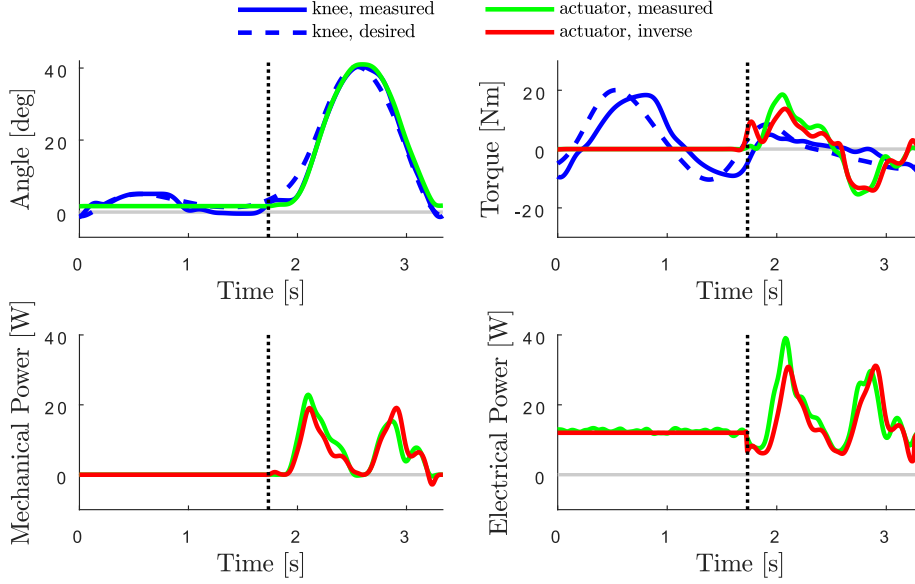 knee, measured
actuator, measured
knee, desired
actuator, inverse
Angle [deg]
40
20
0
0 1 2 3
Time [s]
Torque [Nm]
20
0
-20
0 1 2 3
Time [s]
Mechanical Power [W]
40
20
0
0 1 2 3
Time [s]
Electrical Power [W]
40
20
0
0 1 2 3
Time [s]